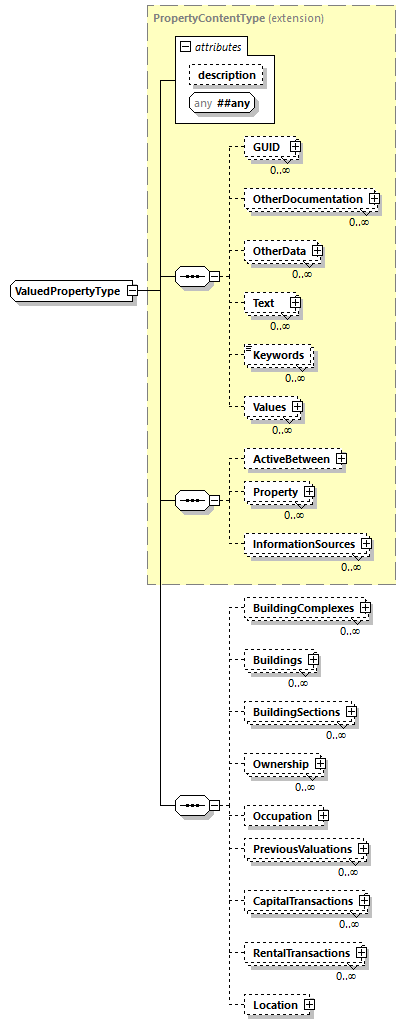 PropertyContentType (extension)
attributes
description
any ##any
GUID
0..∞
OtherDocumentation
0..∞
OtherData
0..∞
ValuedPropertyType
Text
0..∞
Keywords
0..∞
Values
0..∞
ActiveBetween
Property
0..∞
InformationSources
0..∞
BuildingComplexes
0..∞
Buildings
0..∞
BuildingSections
0..∞
Ownership
0..∞
Occupation
PreviousValuations
0..∞
CapitalTransactions
0..∞
RentalTransactions
0..∞
Location